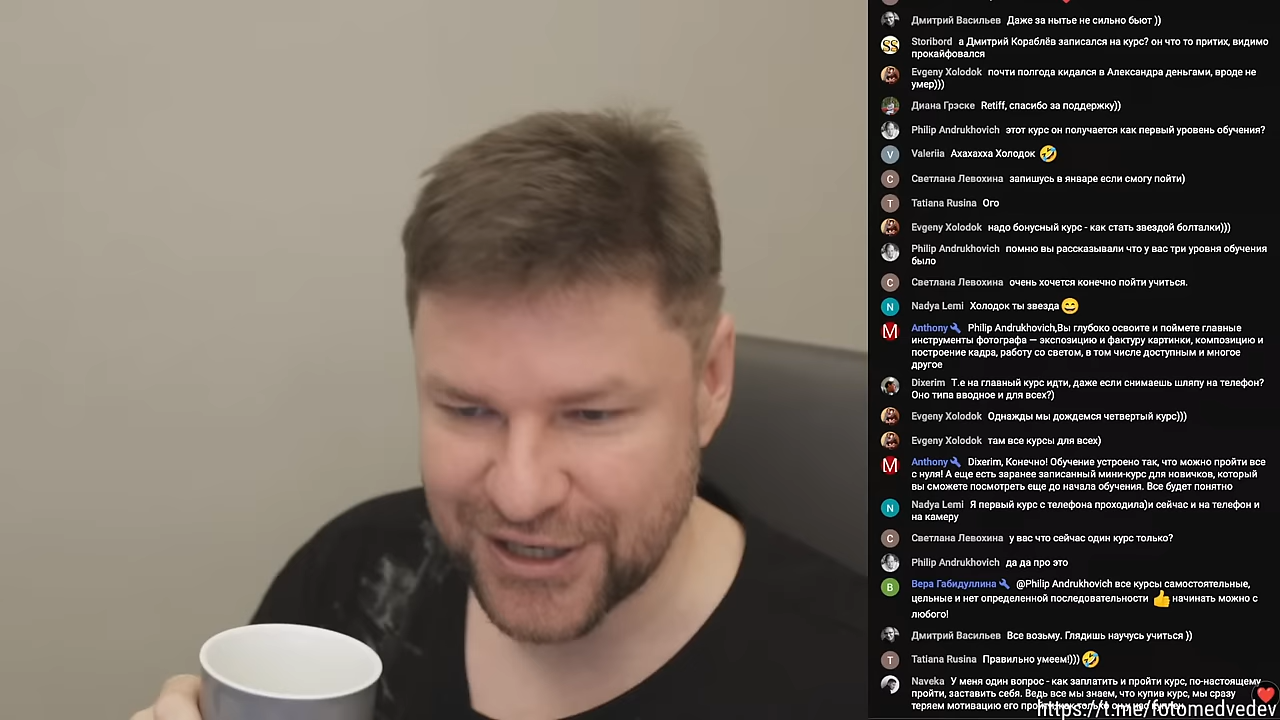 Дмитрий Васильев Даже за нытье не сильно бьют ))
SS
Storibord а Дмитрий Кораблёв записался на курс? он что то притих, видимо
прокайфовался
Evgeny Xolodok почти полгода кидался в Александра деньгами, вроде не
умер)))
Диана Грэске Retiff, спасибо за поддержку))
Philip Andrukhovich этот курс он получается как первый уровень обучения?
V
Valeriia Ахахахха Холодок 🤣
С
Светлана Левохина запишусь в январе если смогу пойти)
T
Tatiana Rusina Ого
Evgeny Xolodok надо бонусный курс - как стать звездой болталки)))
Philip Andrukhovich помню вы рассказывали что у вас три уровня обучения
было
С
Светлана Левохина очень хочется конечно пойти учиться.
N
Nadya Lemi Холодок ты звезда 😄
M
Anthony Philip Andrukhovich,Вы глубоко освоите и поймете главные
инструменты фотографа — экспозицию и фактуру картинки, композицию и
построение кадра, работу со светом, в том числе доступным и многое
другое
Dixerim Т.е на главный курс идти, даже если снимаешь шляпу на телефон?
Оно типа вводное и для всех?)
Evgeny Xolodok Однажды мы дождемся четвертый курс)))
Evgeny Xolodok там все курсы для всех)
M
Anthony Dixerim, Конечно! Обучение устроено так, что можно пройти все
с нуля! А еще есть заранее записанный мини-курс для новичков, который
вы сможете посмотреть еще до начала обучения. Все будет понятно
N
Nadya Lemi Я первый курс с телефона проходила)и сейчас и на телефон и
на камеру
С
Светлана Левохина у вас что сейчас один курс только?
Philip Andrukhovich да да про это
В
Вера Габидуллина @Philip Andrukhovich все курсы самостоятельные,
цельные и нет определенной последовательности 👍 начинать можно с
любого!
Дмитрий Васильев Все возьму. Глядишь научусь учиться ))
T
Tatiana Rusina Правильно умеем!))) 🤣
Naveka У меня один вопрос - как заплатить и пройти курс, по-настоящему
пройти, заставить себя. Ведь все мы знаем, что купив курс, мы сразу
теряем мотивацию его
https://t.me/fotomedvedev